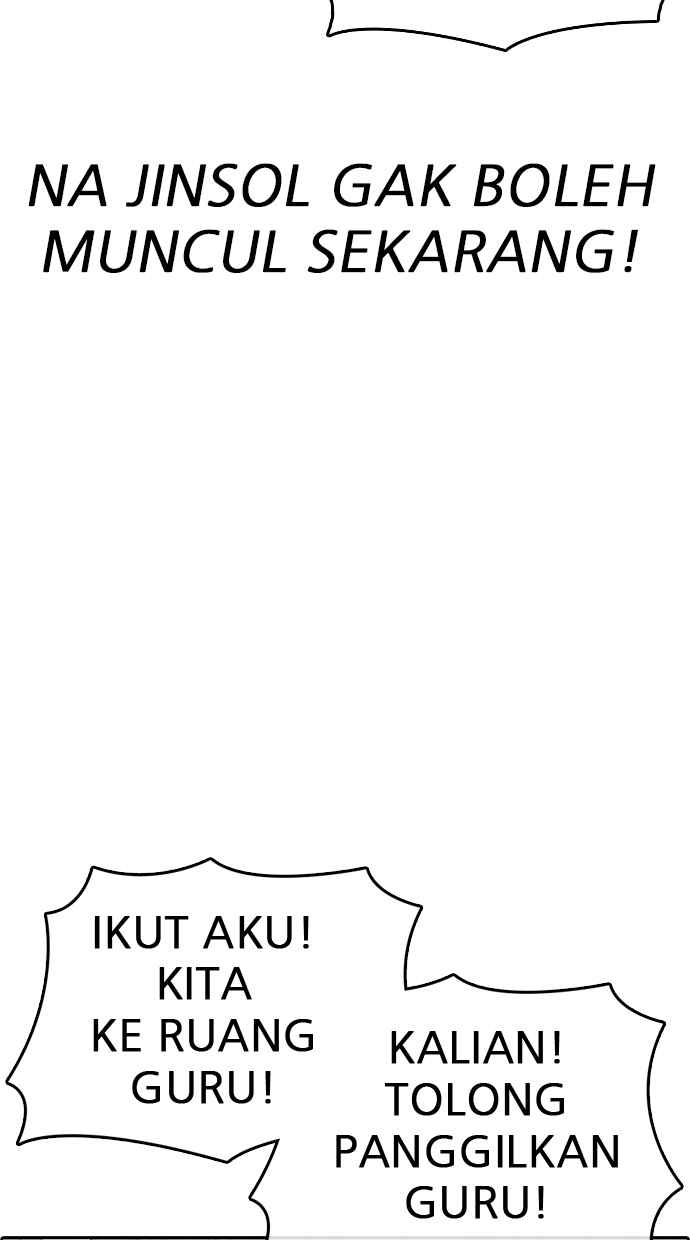 NA JINSOL GAK BOLEH
MUNCUL SEKARANG!
IKUT AKU!
KITA
KE RUANG
GURU!
KALIAN!
TOLONG
PANGGILKAN
GURU!